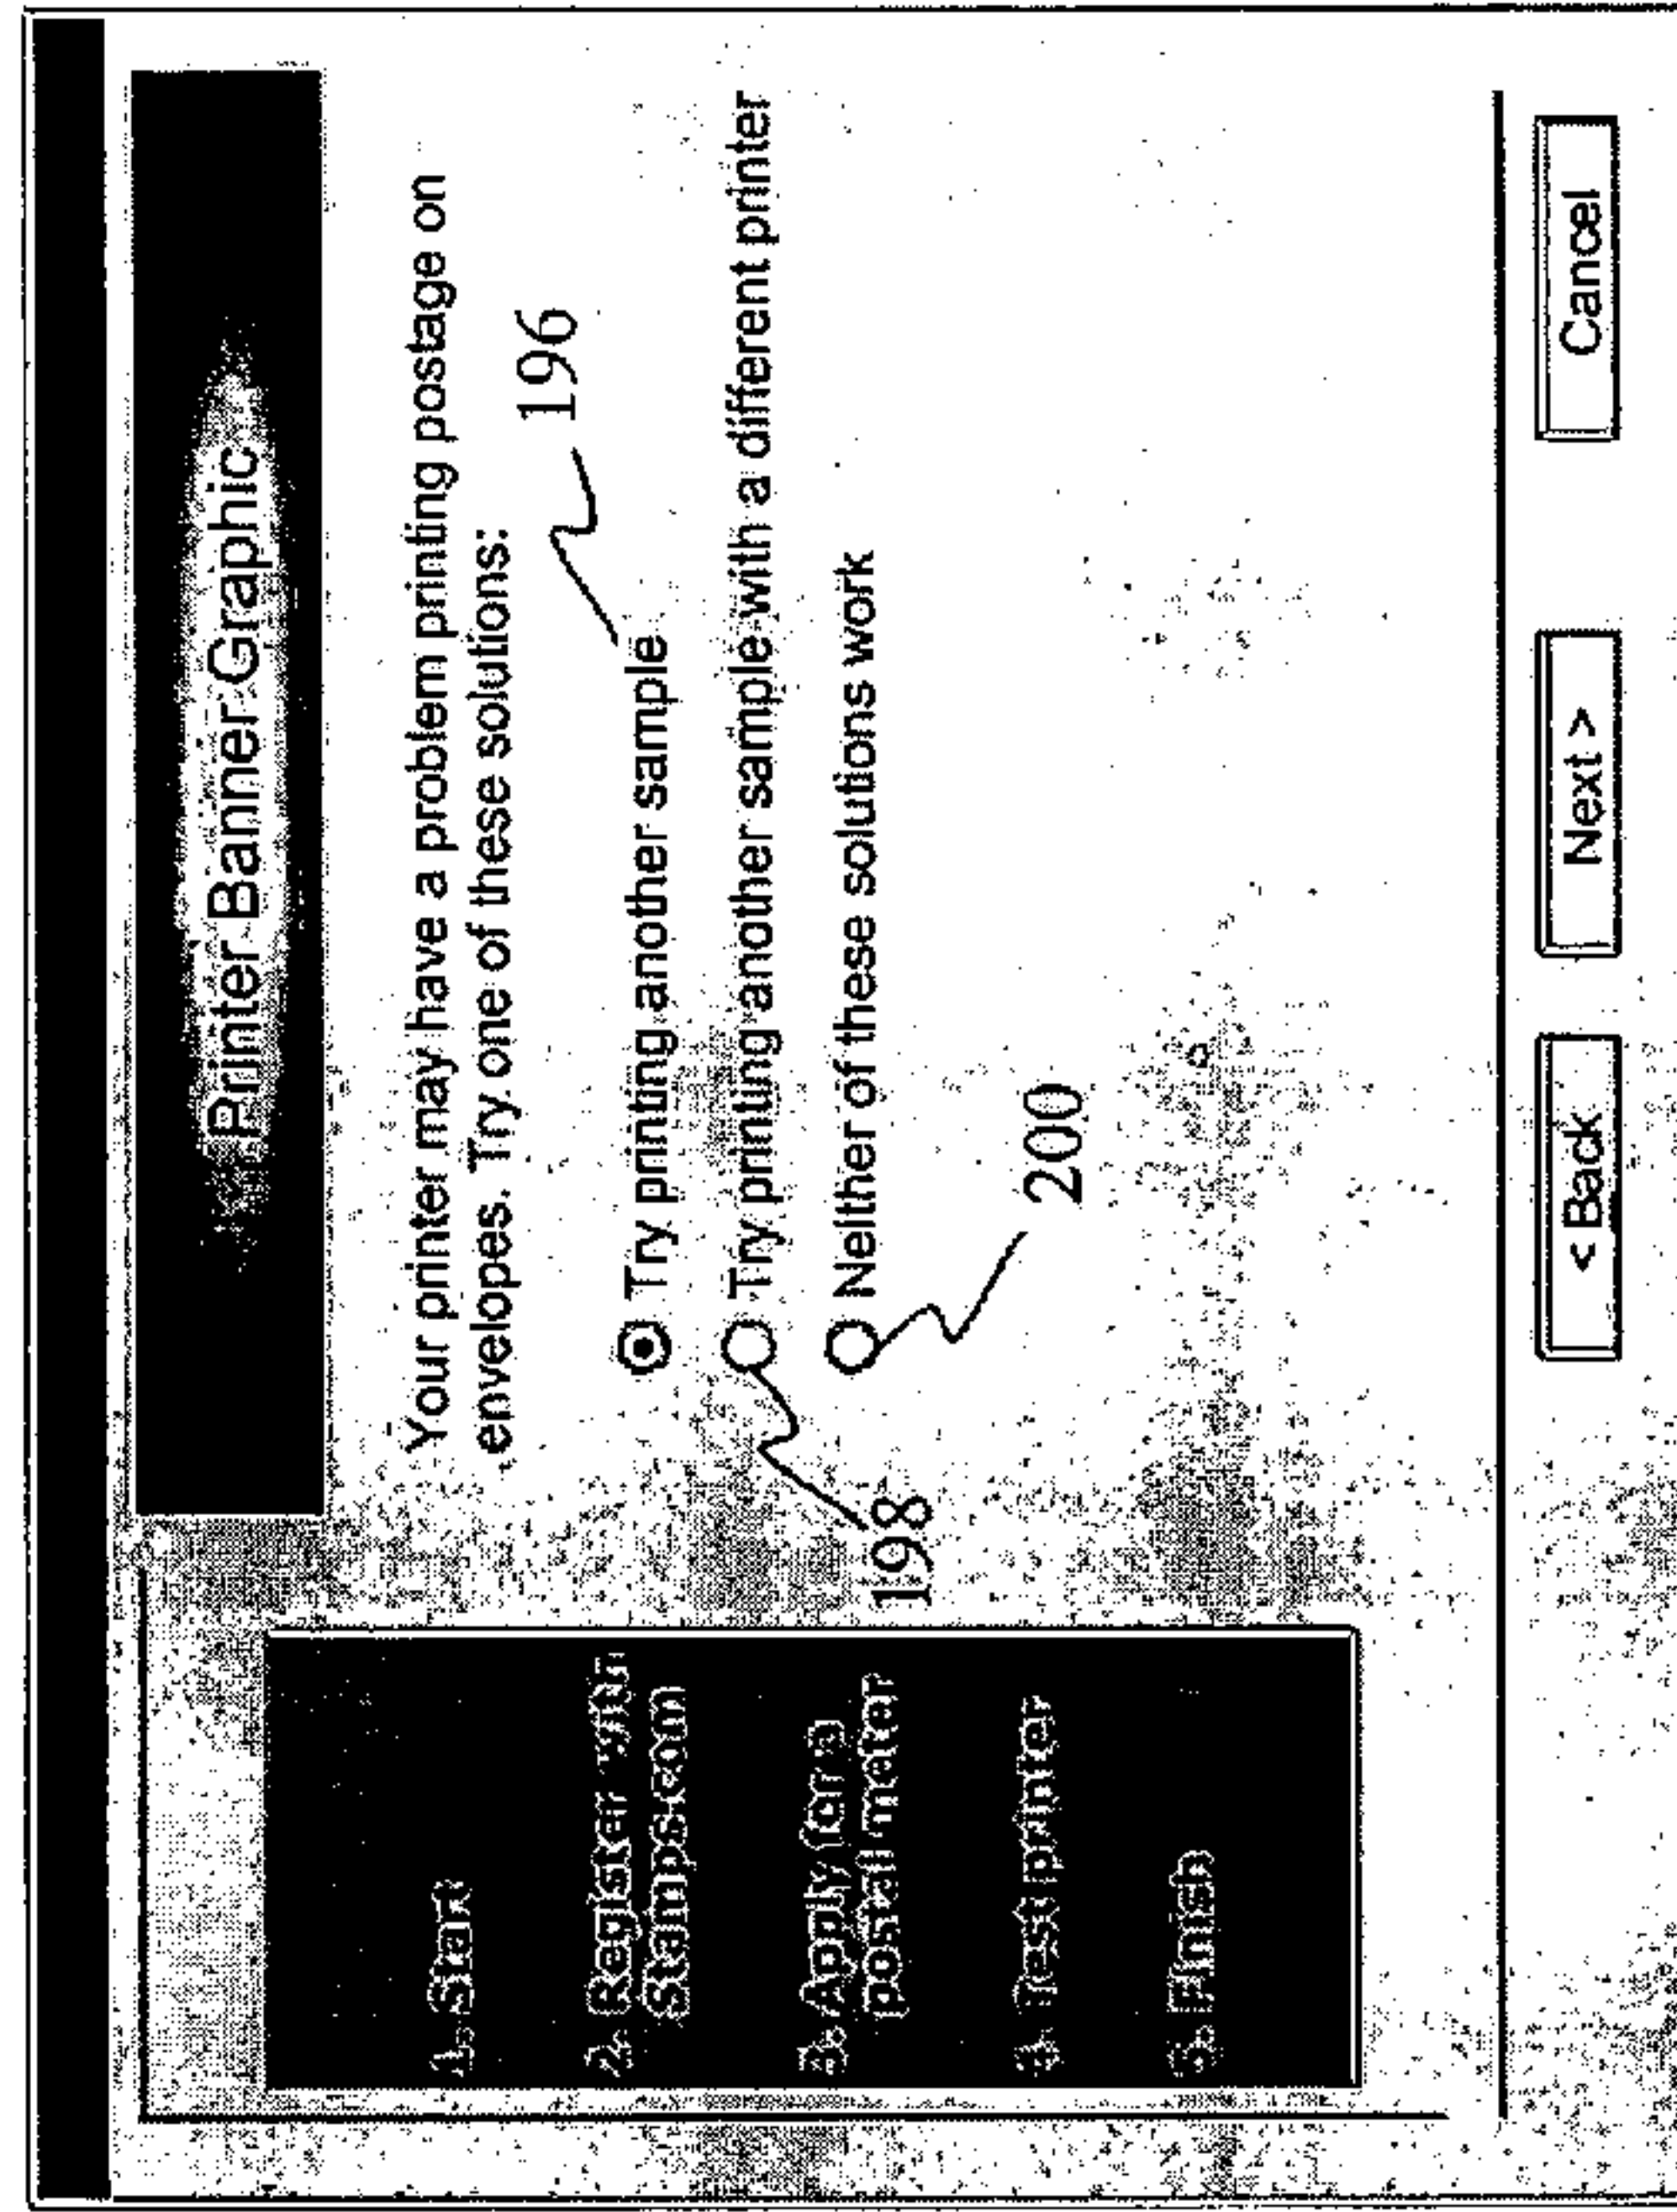 Printer Banner Graphic
Your printer may have a problem printing postage on
envelopes. Try one of these solutions:
196
Try printing another sample
Try printing another sample with a different printer
Neither of these solutions work
198
200
1. Start
2. Register with
Stamps.com
3. Apply for a
postal meter
4. Test printer
5. Finish
< Back
Next >
Cancel